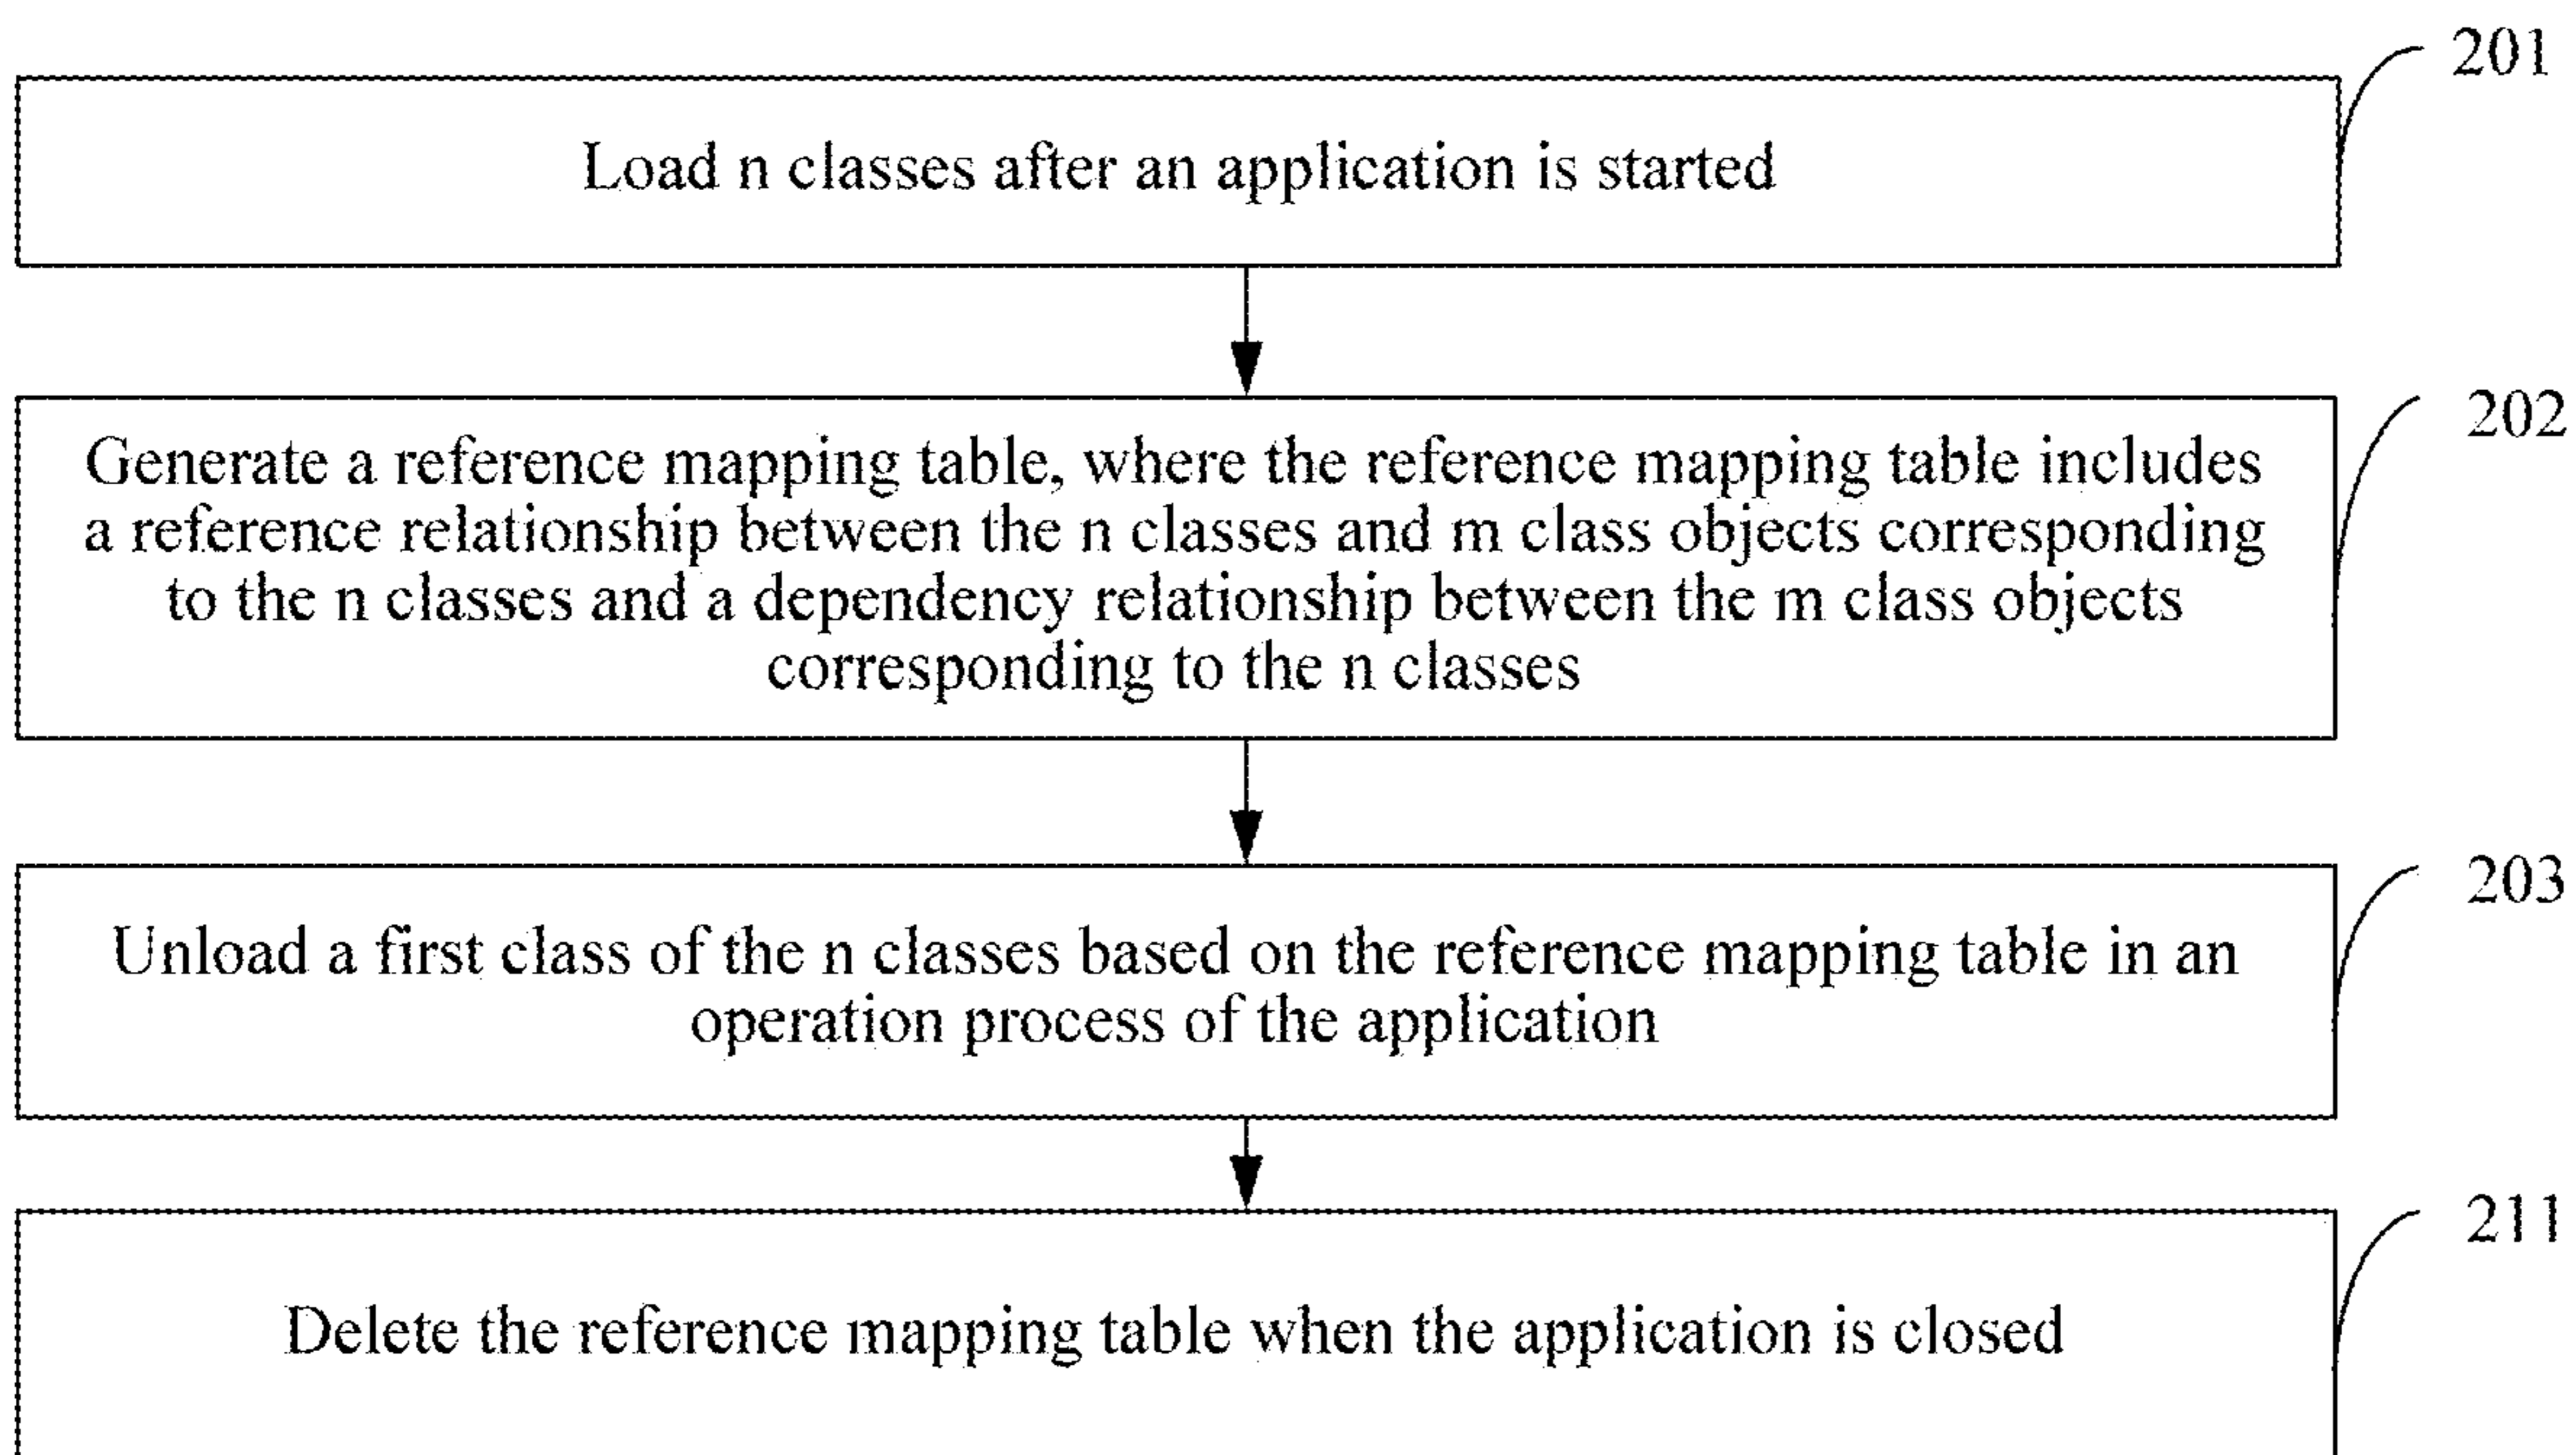 201
Load n classes after an application is started
202
Generate a reference mapping table, where the reference mapping table includes
a reference relationship between the n classes and m class objects corresponding
to the n classes and a dependency relationship between the m class objects
corresponding to the n classes
203
Unload a first class of the n classes based on the reference mapping table in an
operation process of the application
211
Delete the reference mapping table when the application is closed